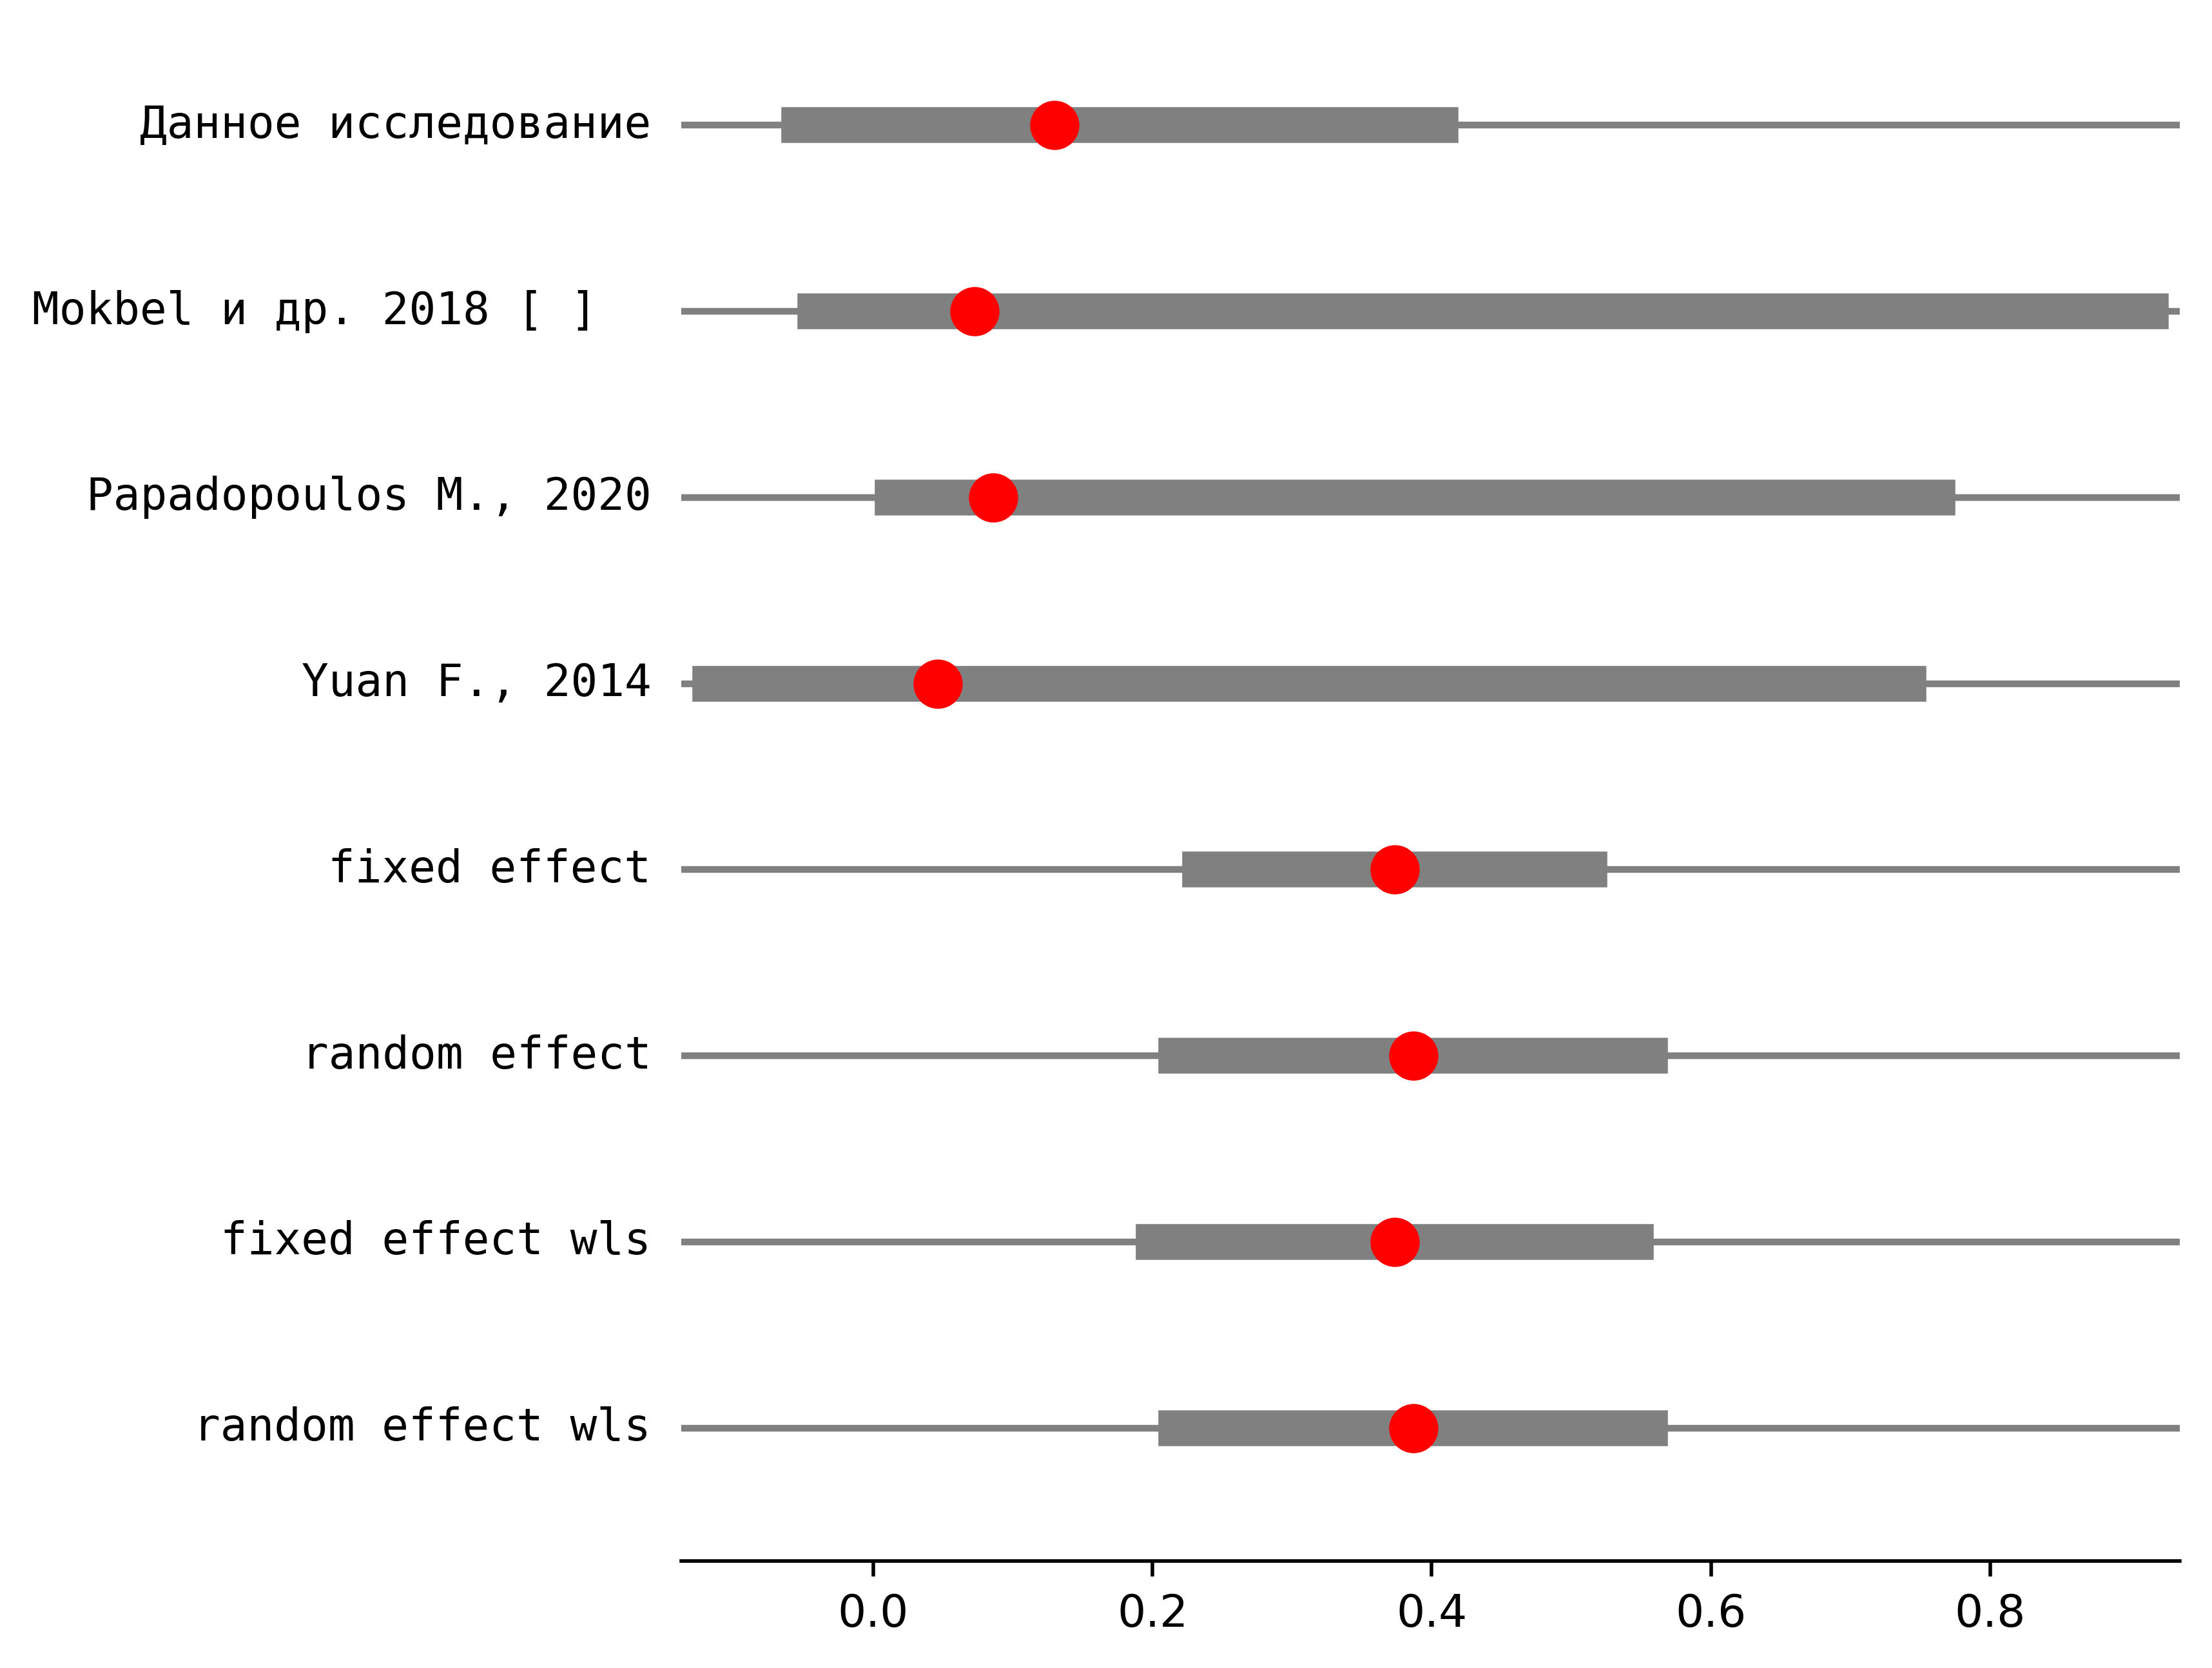 Данное исследование
Mokbel и др. 2018 [ ]
Papadopoulos M., 2020
Yuan F., 2014
fixed effect
random effect
fixed effect wls
random effect wls
0.0 0.2 0.4 0.6 0.8